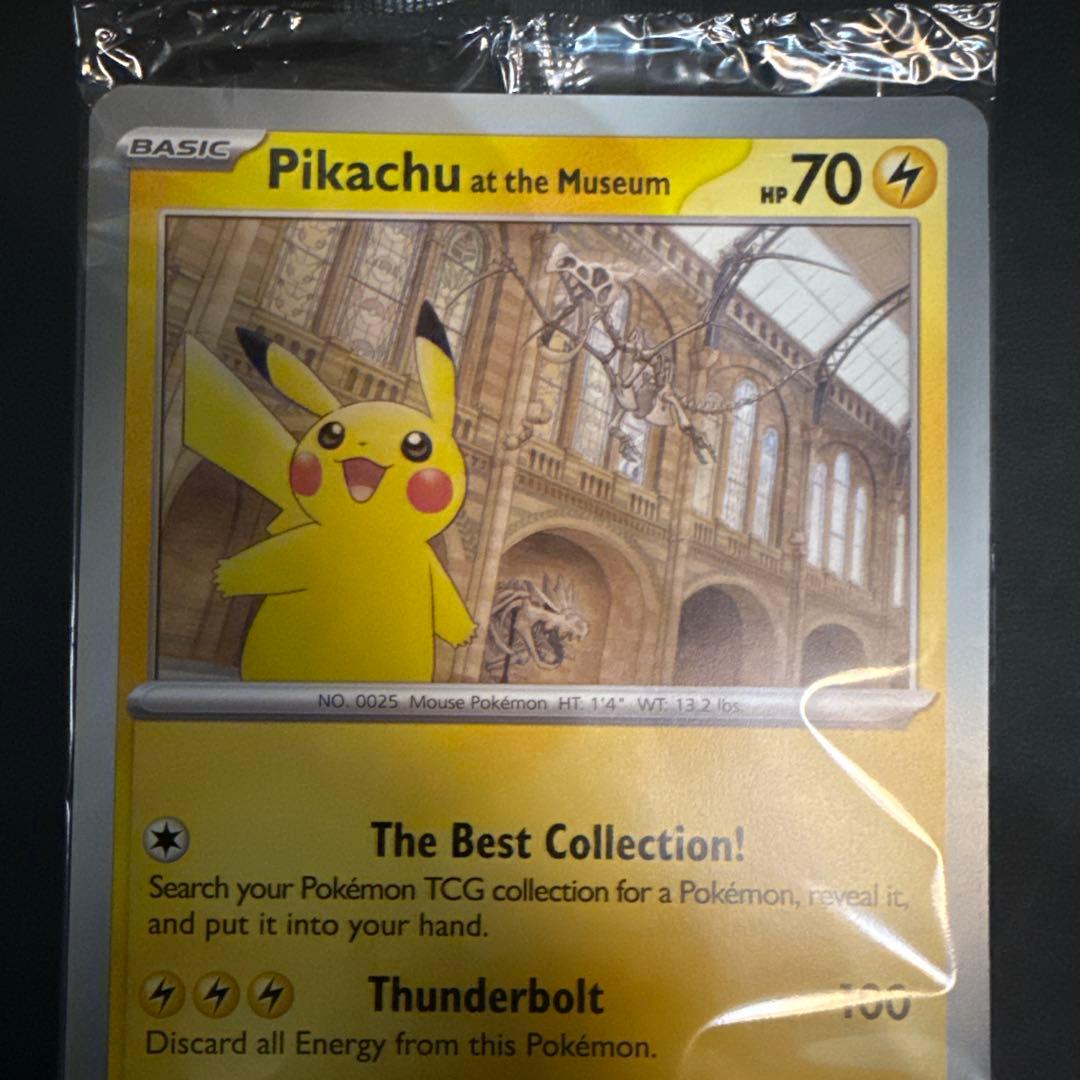 BASIC
Pikachu at the Museum HP 70
NO. 0025 Mouse Pokémon HT: 1'4" WT: 13.2 lbs.
The Best Collection!
Search your Pokémon TCG collection for a Pokémon, reveal it,
and put it into your hand.
Thunderbolt 100
Discard all Energy from this Pokémon.